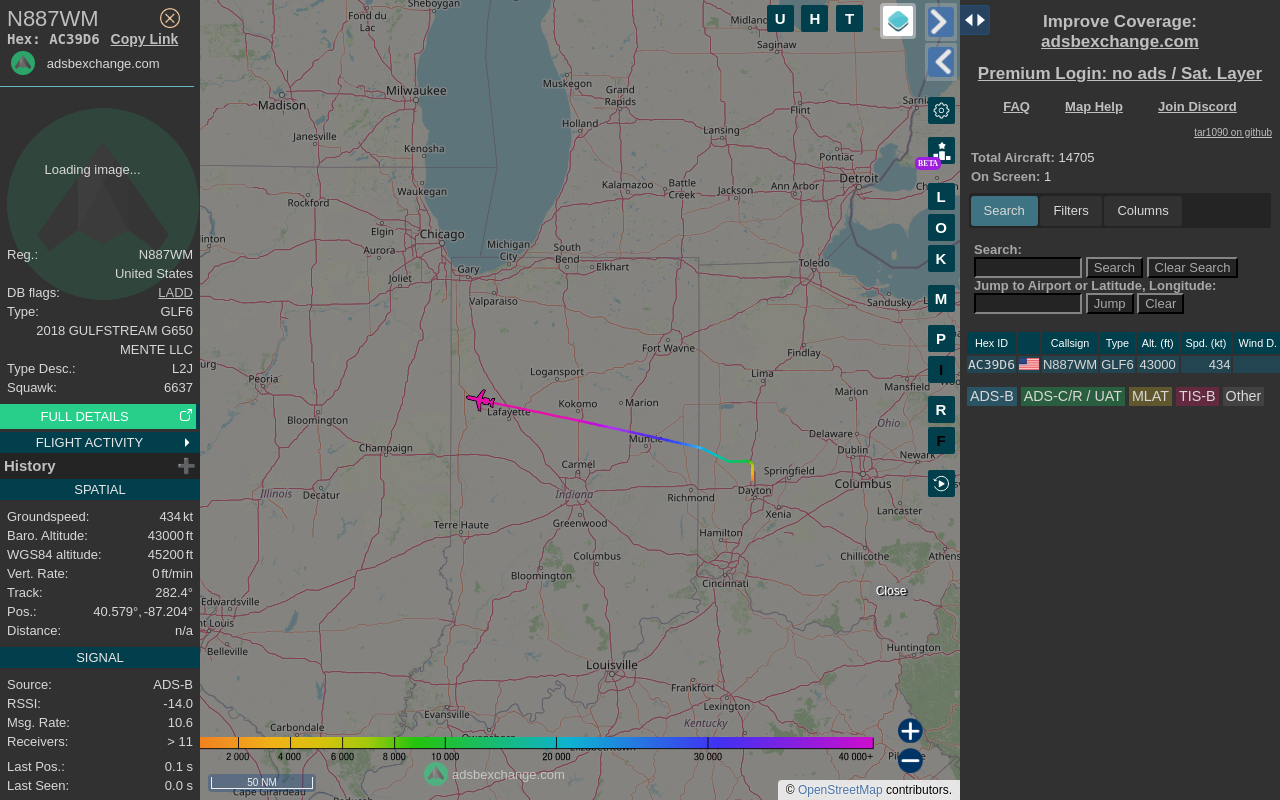 N887WM
Hex: AC39D6 Copy Link
adsbexchange.com
Loading image...
Reg.: N887WM
United States
DB flags: LADD
Type: GLF6
2018 GULFSTREAM G650
MENTE LLC
Type Desc.: L2J
Squawk: 6637
FULL DETAILS
FLIGHT ACTIVITY
History
SPATIAL
Groundspeed: 434 kt
Baro. Altitude: 43000 ft
WGS84 altitude: 45200 ft
Vert. Rate: 0 ft/min
Track: 282.4°
Pos.: 40.579°, -87.204°
Distance: n/a
SIGNAL
Source: ADS-B
RSSI: -14.0
Msg. Rate: 10.6
Receivers: > 11
Last Pos.: 0.1 s
Last Seen: 0.0 s
Sheboygan
Fond du
Lac
Midland
Saginaw
Muskegon
Grand
Rapids
Madison
Milwaukee
Flint
Sarnia
Holland
Lansing
Janesville
Kenosha
Pontiac
Waukegan
Kalamazoo
Battle
Creek
Jackson
Ann Arbor
Detroit
Rockford
Elgin
Chicago
Aurora
Michigan
City
South
Bend
Elkhart
Toledo
Joliet
Gary
Valparaiso
Sandusky
Fort Wayne
Findlay
Logansport
Lima
Peoria
Marion
Kokomo
Marion
Lafayette
Bloomington
Champaign
Muncie
Delaware
Ohio
Dublin
Newark
Carmel
Springfield
Columbus
Illinois
Decatur
Indiana
Richmond
Dayton
Lancaster
Terre Haute
Greenwood
Xenia
Hamilton
Columbus
Chillicothe
Athens
Bloomington
Cincinnati
Edwardsville
Belleville
Huntington
Louisville
Frankfort
Lexington
Evansville
Kentucky
Carbondale
Cape Girardeau
U H T
BETA
L
O
K
M
P
I
R
F
Close
2 000 4 000 6 000 8 000 10 000 20 000 30 000 40 000+
50 NM
adsbexchange.com
© OpenStreetMap contributors.
Improve Coverage:
adsbexchange.com
Premium Login: no ads / Sat. Layer
FAQ Map Help Join Discord
tar1090 on github
Total Aircraft: 14705
On Screen: 1
Search Filters Columns
Search:
Search Clear Search
Jump to Airport or Latitude, Longitude:
Jump Clear
Hex ID Callsign Type Alt. (ft) Spd. (kt) Wind D.
AC39D6 N887WM GLF6 43000 434
ADS-B ADS-C/R / UAT MLAT TIS-B Other